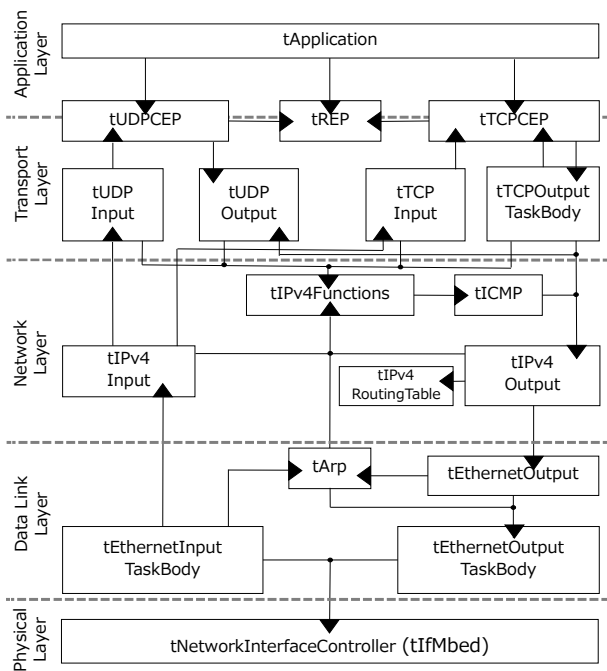 Application
Layer
tApplication
tUDPCEP
tREP
tTCPCEP
Transport
Layer
tUDP
Input
tUDP
Output
tTCP
Input
tTCPOutput
TaskBody
Network
Layer
tIPv4Functions
tICMP
tIPv4
Input
tIPv4
RoutingTable
tIPv4
Output
Data Link
Layer
tArp
tEthernetOutput
tEthernetInput
TaskBody
tEthernetOutput
TaskBody
Physical
Layer
tNetworkInterfaceController (tIfMbed)